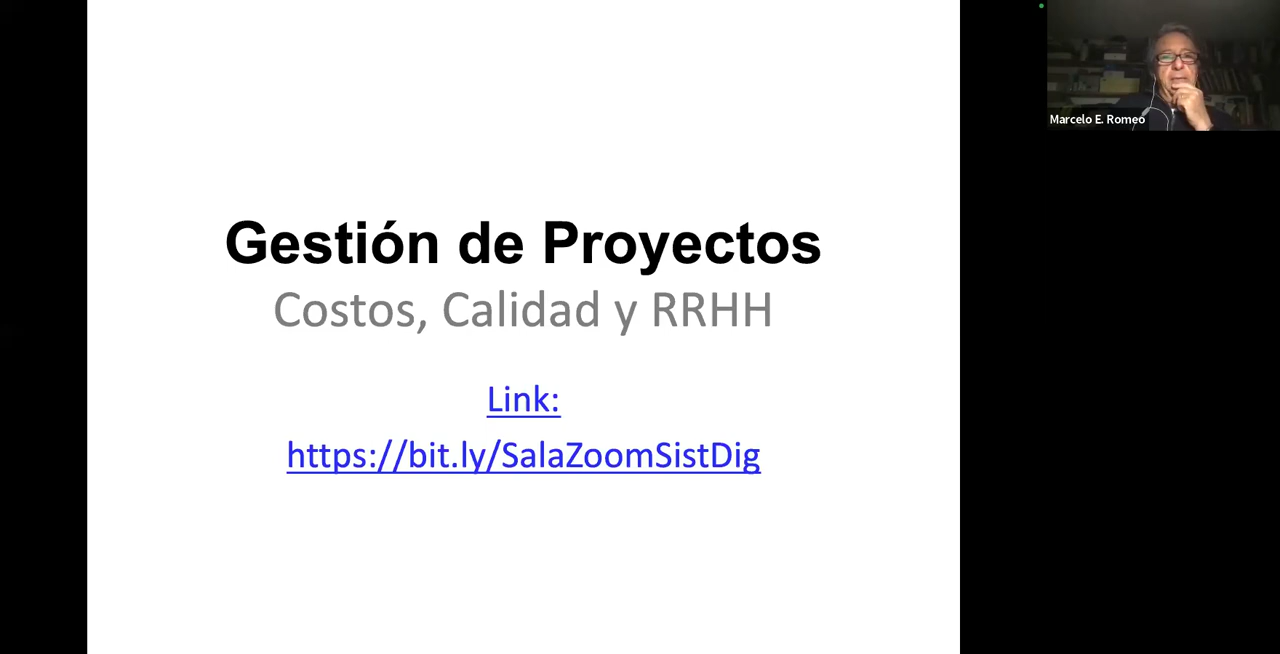 Gestión de Proyectos
Costos, Calidad y RRHH
Link:
https://bit.ly/SalaZoomSistDig
Marcelo E. Romeo